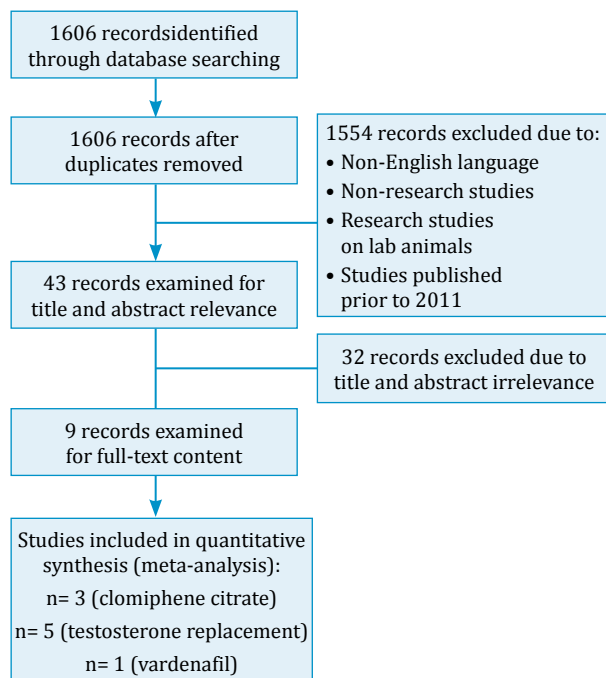 1606 recordsidentified
through database searching
1606 records after
duplicates removed
1554 records excluded due to:
• Non-English language
• Non-research studies
• Research studies
on lab animals
• Studies published
prior to 2011
43 records examined for
title and abstract relevance
32 records excluded due to
title and abstract irrelevance
9 records examined
for full-text content
Studies included in quantitative
synthesis (meta-analysis):
n= 3 (clomiphene citrate)
n= 5 (testosterone replacement)
n= 1 (vardenafil)